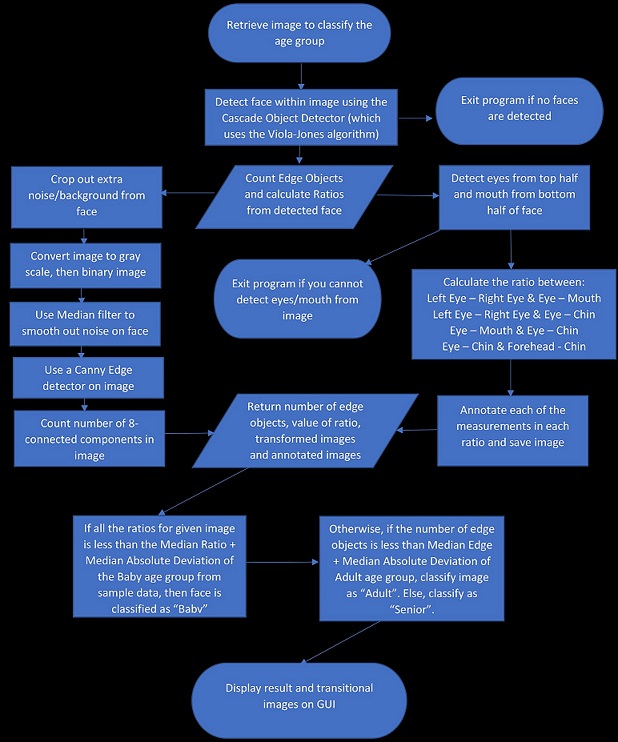 Retrieve image to classify the
age group
Detect face within image using the
Cascade Object Detector (which
uses the Viola-Jones algorithm)
Exit program if no faces
are detected
Crop out extra
noise/background from
face
Count Edge Objects
and calculate Ratios
from detected face
Detect eyes from top half
and mouth from bottom
half of face
Convert image to gray
scale, then binary image
Exit program if you cannot
detect eyes/mouth from
image
Calculate the ratio between:
Left Eye – Right Eye & Eye – Mouth
Left Eye – Right Eye & Eye – Chin
Eye – Mouth & Eye – Chin
Eye – Chin & Forehead - Chin
Use Median filter to
smooth out noise on face
Use a Canny Edge
detector on image
Count number of 8-
connected components in
image
Return number of edge
objects, value of ratio,
transformed images
and annotated images
Annotate each of the
measurements in each
ratio and save image
If all the ratios for given image
is less than the Median Ratio +
Median Absolute Deviation of
the Baby age group from
sample data, then face is
classified as “Baby”
Otherwise, if the number of edge
objects is less than Median Edge
+ Median Absolute Deviation of
Adult age group, classify image
as “Adult”. Else, classify as
“Senior”.
Display result and transitional
images on GUI